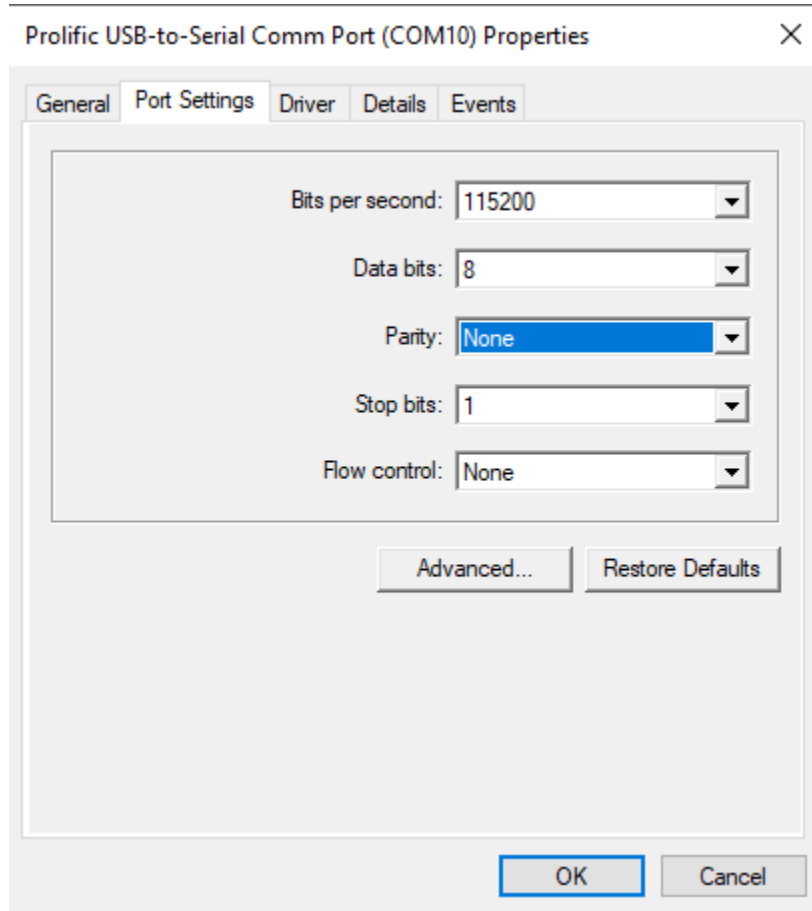 Prolific USB-to-Serial Comm Port (COM10) Properties
General Port Settings Driver Details Events
Bits per second: 115200
Data bits: 8
Parity: None
Stop bits: 1
Flow control: None
Advanced... Restore Defaults
OK Cancel